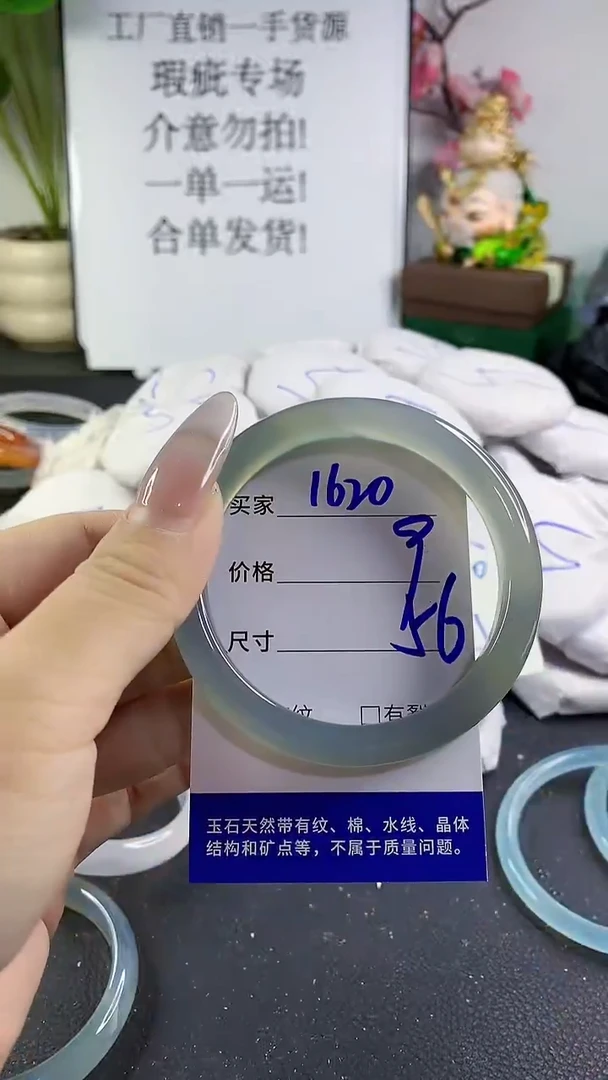 工厂直销一手货源
瑕疵专场
介意勿拍!
一单一运!
合单发货!
买家 1620
价格
尺寸 56
纹 □有裂
玉石天然带有纹、棉、水线、晶体
结构和矿点等，不属于质量问题。